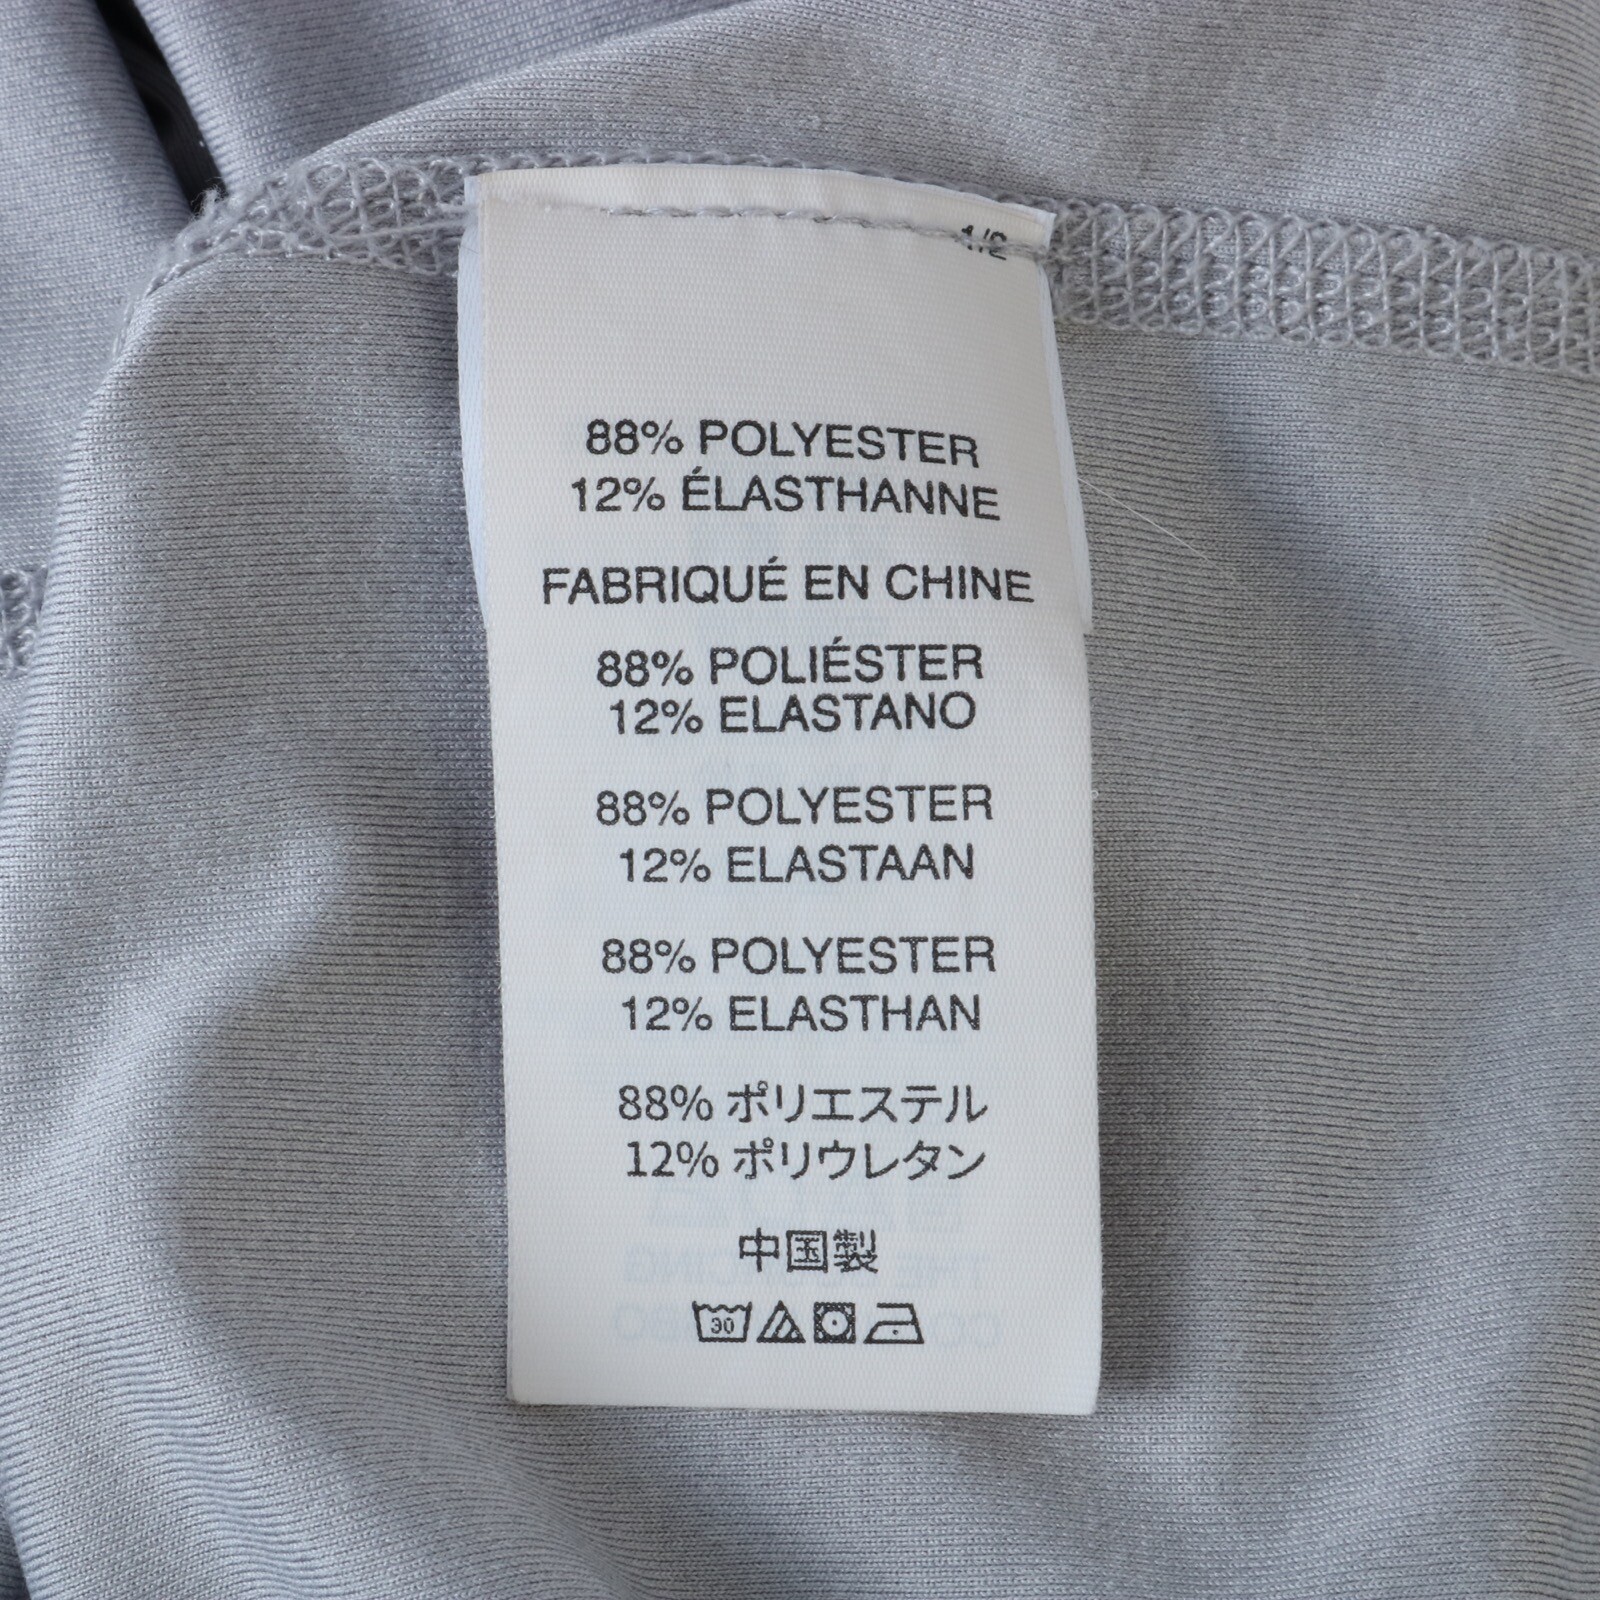 1/2
88% POLYESTER
12% ÉLASTHANNE
FABRIQUÉ EN CHINE
88% POLIÉSTER
12% ELASTANO
88% POLYESTER
12% ELASTAAN
88% POLYESTER
12% ELASTHAN
88% ポリエステル
12% ポリウレタン
中国製
30